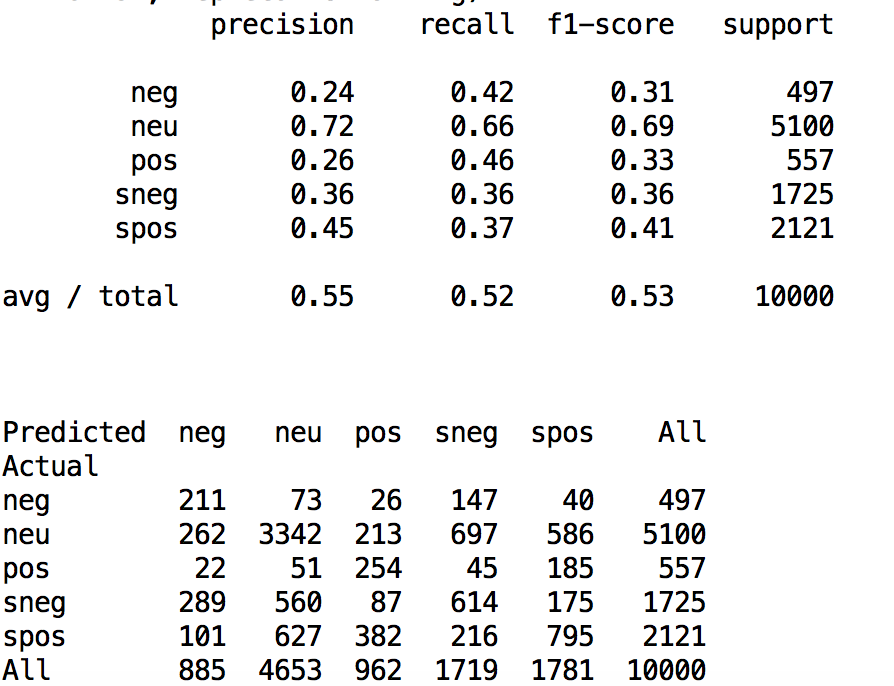 precision recall f1-score support
neg 0.24 0.42 0.31 497
neu 0.72 0.66 0.69 5100
pos 0.26 0.46 0.33 557
sneg 0.36 0.36 0.36 1725
spos 0.45 0.37 0.41 2121
avg / total 0.55 0.52 0.53 10000
Predicted neg neu pos sneg spos All
Actual
neg 211 73 26 147 40 497
neu 262 3342 213 697 586 5100
pos 22 51 254 45 185 557
sneg 289 560 87 614 175 1725
spos 101 627 382 216 795 2121
All 885 4653 962 1719 1781 10000